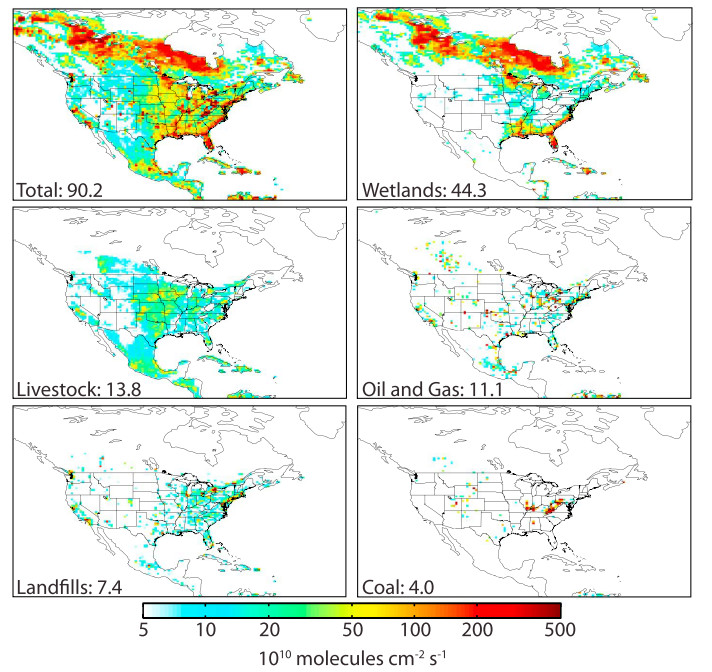 Total: 90.2
Wetlands: 44.3
Livestock: 13.8
Oil and Gas: 11.1
Landfills: 7.4
Coal: 4.0
5 10 20 50 100 200 500
10¹⁰ molecules cm⁻² s⁻¹